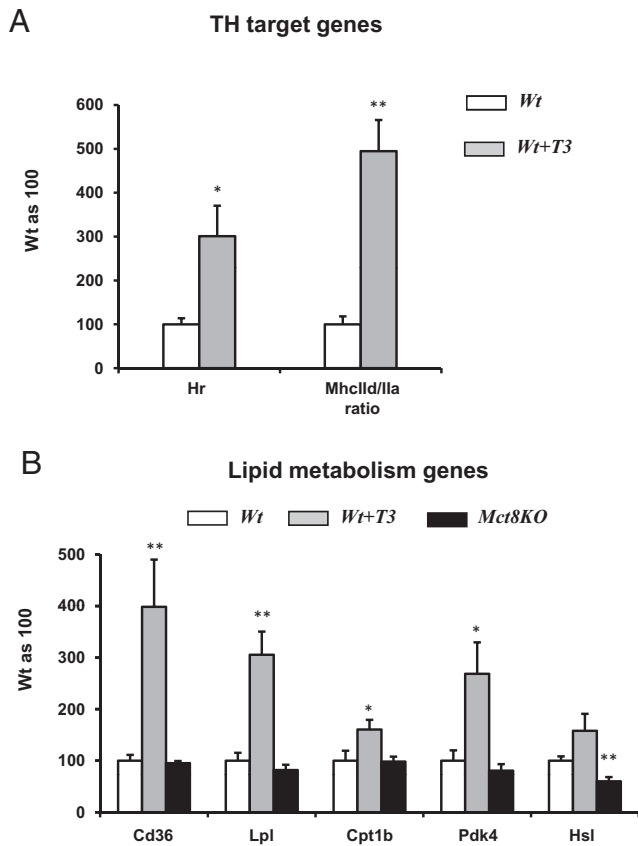 A
TH target genes
Wt
Wt+T3
Wt as 100
600
500
400
300
200
100
0
*
**
Hr
MhcIId/IIa
ratio
B
Lipid metabolism genes
Wt
Wt+T3
Mct8KO
Wt as 100
500
400
300
200
100
0
**
**
*
*
**
Cd36
Lpl
Cpt1b
Pdk4
Hsl